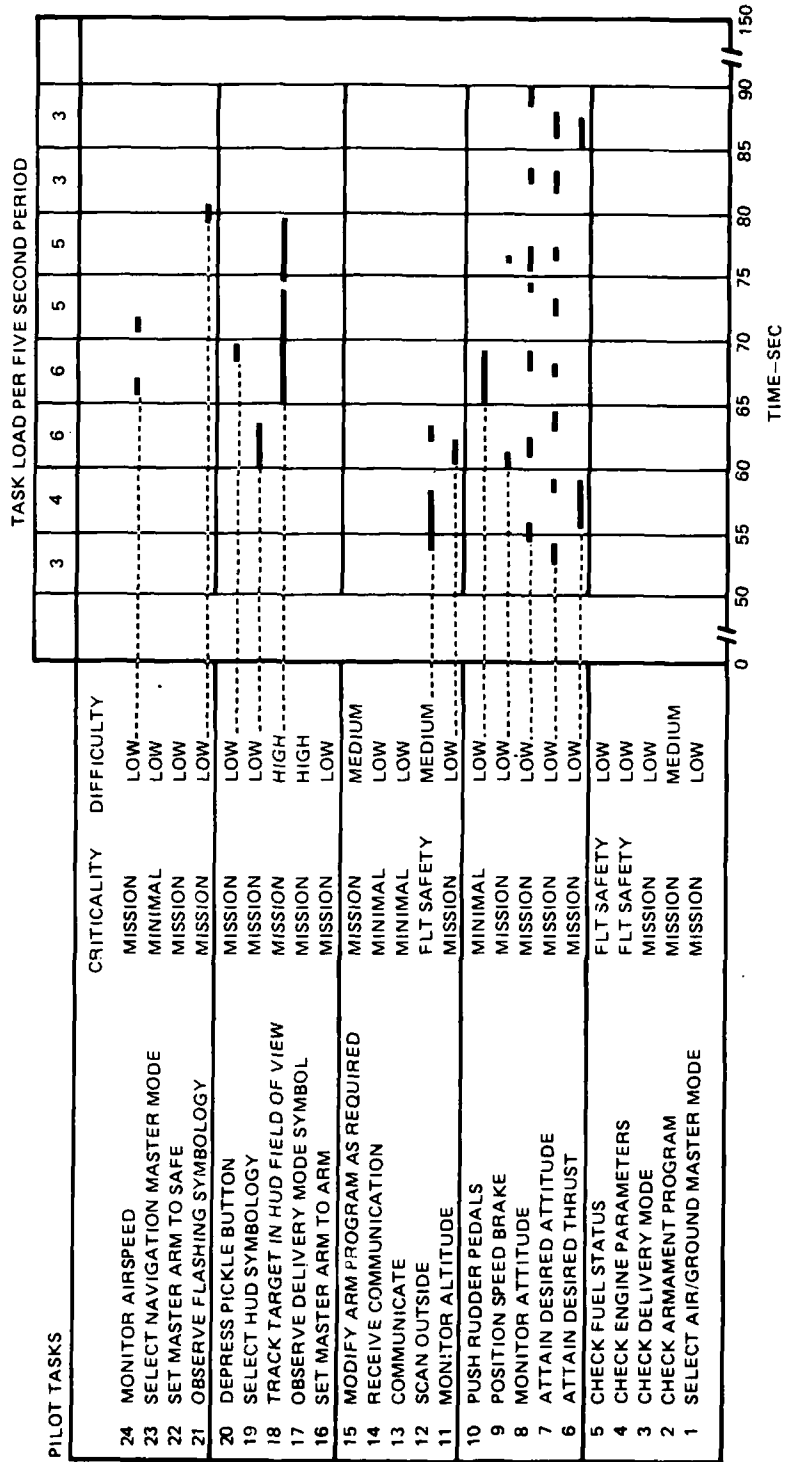 TASK LOAD PER FIVE SECOND PERIOD
3 4 6 6 5 5 3 3
PILOT TASKS CRITICALITY DIFFICULTY
24 MONITOR AIRSPEED MISSION LOW
23 SELECT NAVIGATION MASTER MODE MINIMAL LOW
22 SET MASTER ARM TO SAFE MISSION LOW
21 OBSERVE FLASHING SYMBOLOGY MISSION LOW
20 DEPRESS PICKLE BUTTON MISSION LOW
19 SELECT HUD SYMBOLOGY MISSION LOW
18 TRACK TARGET IN HUD FIELD OF VIEW MISSION HIGH
17 OBSERVE DELIVERY MODE SYMBOL MISSION HIGH
16 SET MASTER ARM TO ARM MISSION LOW
15 MODIFY ARM PROGRAM AS REQUIRED MISSION MEDIUM
14 RECEIVE COMMUNICATION MINIMAL LOW
13 COMMUNICATE MINIMAL LOW
12 SCAN OUTSIDE FLT SAFETY MEDIUM
11 MONITOR ALTITUDE MISSION LOW
10 PUSH RUDDER PEDALS MINIMAL LOW
9 POSITION SPEED BRAKE MISSION LOW
8 MONITOR ATTITUDE MISSION LOW
7 ATTAIN DESIRED ATTITUDE MISSION LOW
6 ATTAIN DESIRED THRUST MISSION LOW
5 CHECK FUEL STATUS FLT SAFETY LOW
4 CHECK ENGINE PARAMETERS FLT SAFETY LOW
3 CHECK DELIVERY MODE MISSION LOW
2 CHECK ARMAMENT PROGRAM MISSION MEDIUM
1 SELECT AIR/GROUND MASTER MODE MISSION LOW
0 50 55 60 65 70 75 80 85 90 150
TIME–SEC